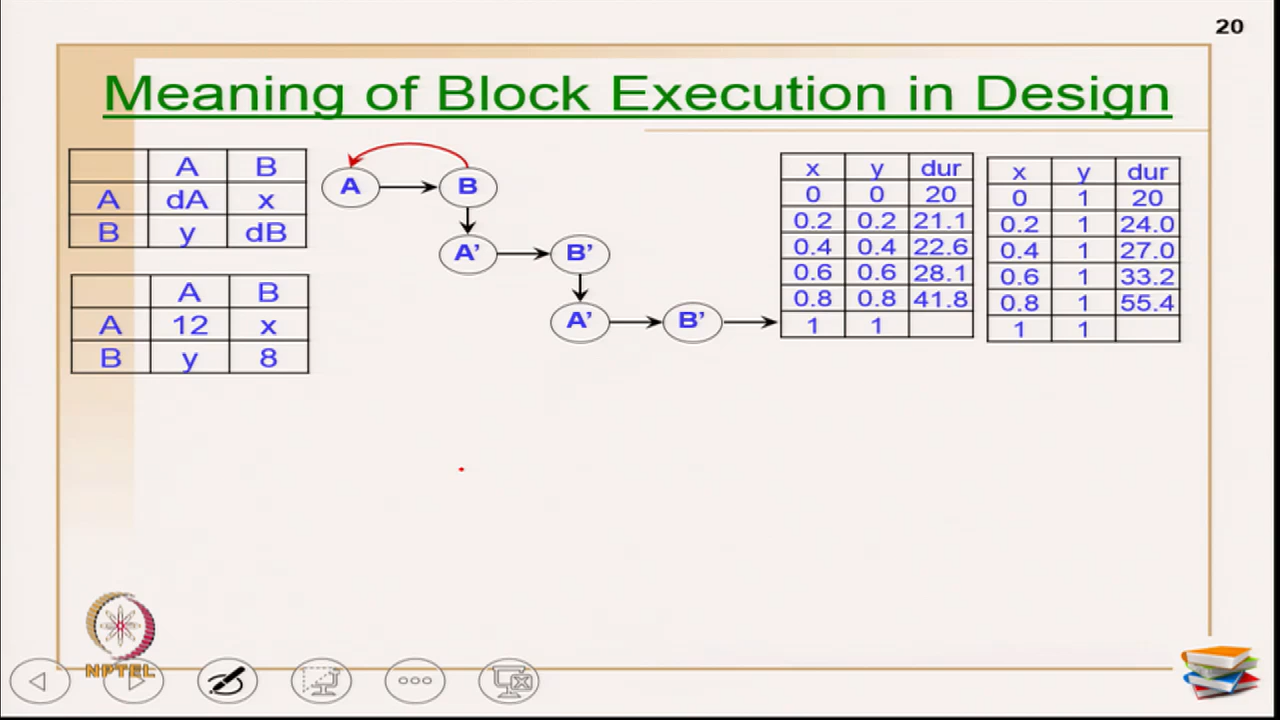 20
Meaning of Block Execution in Design
A B
A dA x
B y dB
A B
A 12 x
B y 8
A B
A’ B’
A’ B’
x y dur
0 0 20
0.2 0.2 21.1
0.4 0.4 22.6
0.6 0.6 28.1
0.8 0.8 41.8
1 1
x y dur
0 1 20
0.2 1 24.0
0.4 1 27.0
0.6 1 33.2
0.8 1 55.4
1 1
NPTEL